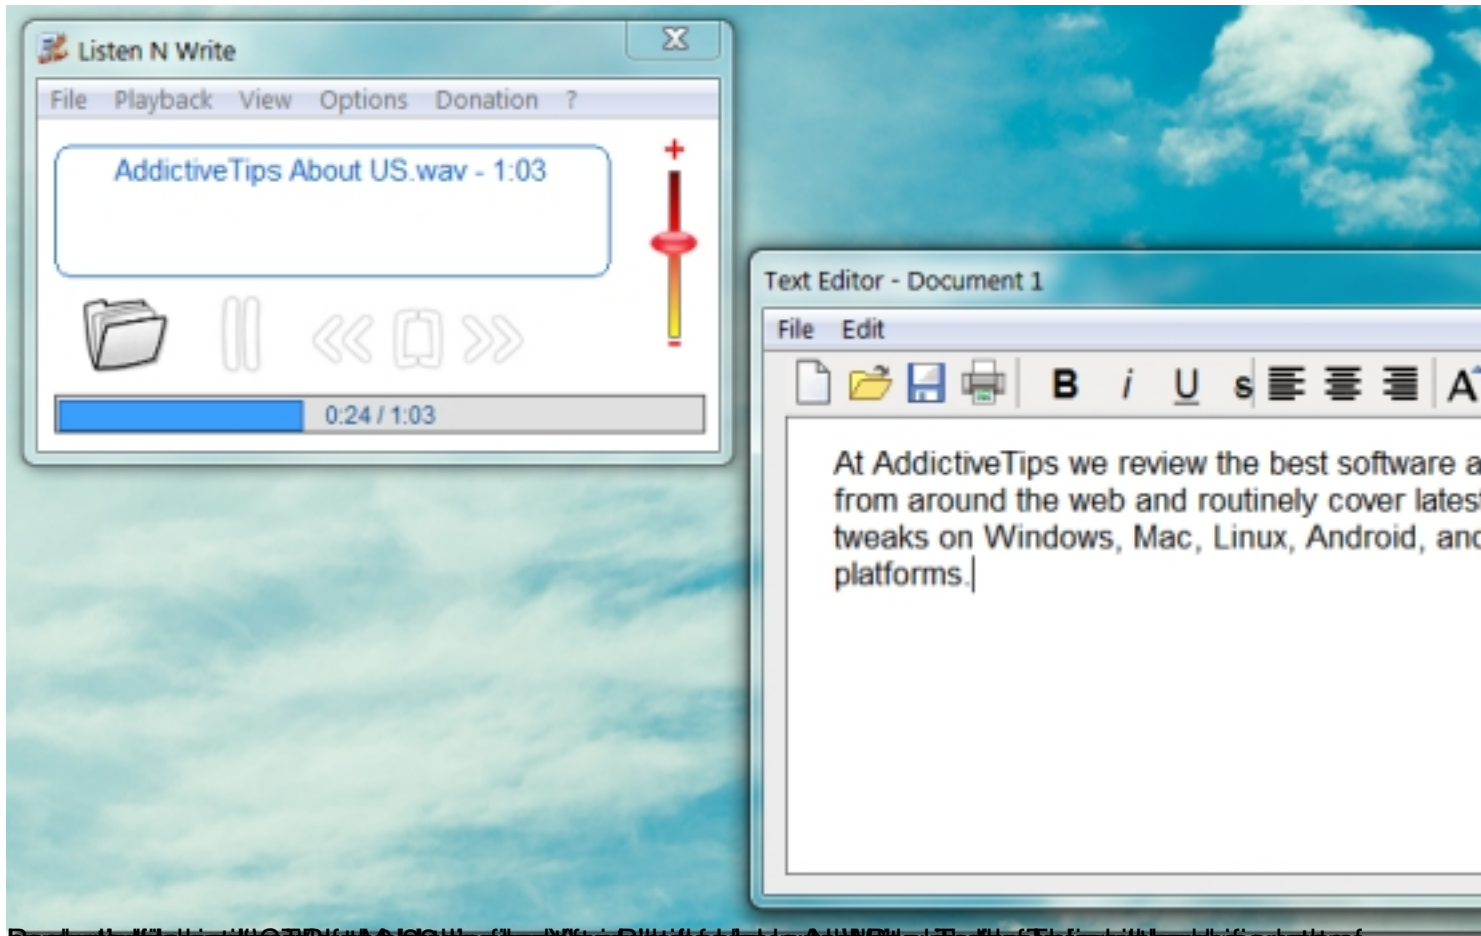 Listen N Write
File Playback View Options Donation ?
AddictiveTips About US.wav - 1:03
+
-
0:24 / 1:03
Text Editor - Document 1
File Edit
B i U s A
At AddictiveTips we review the best software a
from around the web and routinely cover latest
tweaks on Windows, Mac, Linux, Android, and
platforms.